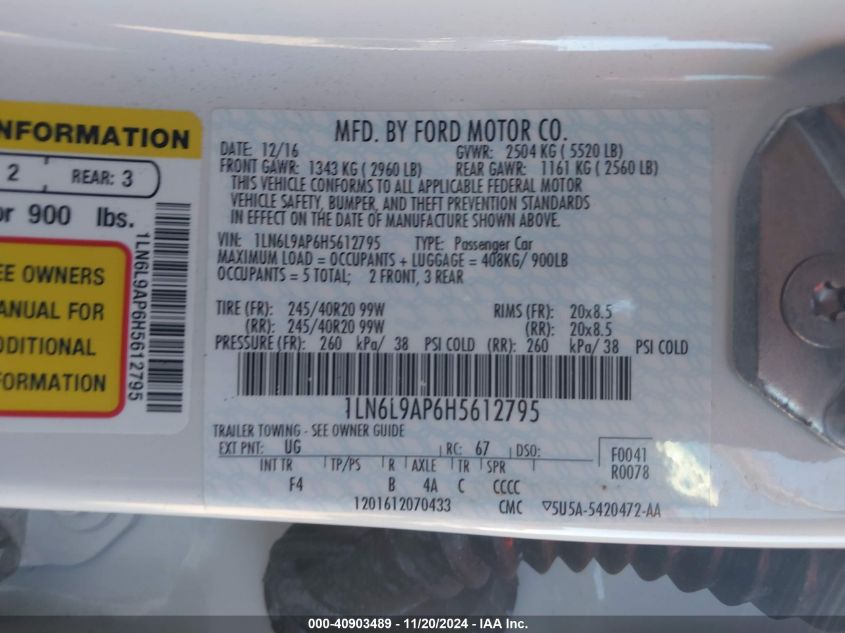 NFORMATION
2 REAR: 3
or 900 lbs.
EE OWNERS
ANUAL FOR
DDITIONAL
FORMATION
1LN6L9AP6H5612795
MFD. BY FORD MOTOR CO.
DATE: 12/16 GVWR: 2504 KG ( 5520 LB)
FRONT GAWR: 1343 KG ( 2960 LB) REAR GAWR: 1161 KG ( 2560 LB)
THIS VEHICLE CONFORMS TO ALL APPLICABLE FEDERAL MOTOR
VEHICLE SAFETY, BUMPER, AND THEFT PREVENTION STANDARDS
IN EFFECT ON THE DATE OF MANUFACTURE SHOWN ABOVE.
VIN: 1LN6L9AP6H5612795 TYPE: Passenger Car
MAXIMUM LOAD = OCCUPANTS + LUGGAGE = 408KG/ 900LB
OCCUPANTS = 5 TOTAL; 2 FRONT, 3 REAR
TIRE (FR): 245/40R20 99W RIMS (FR): 20x8.5
(RR): 245/40R20 99W (RR): 20x8.5
PRESSURE (FR): 260 kPa/ 38 PSI COLD (RR): 260 kPa/ 38 PSI COLD
1LN6L9AP6H5612795
TRAILER TOWING - SEE OWNER GUIDE
EXT PNT: UG RC: 67 DSO: F0041
R0078
INT TR TP/PS R AXLE TR SPR
F4 B 4A C CCCC
1201612070433 CMC ▽5U5A-5420472-AA
000-40903489 - 11/20/2024 - IAA Inc.